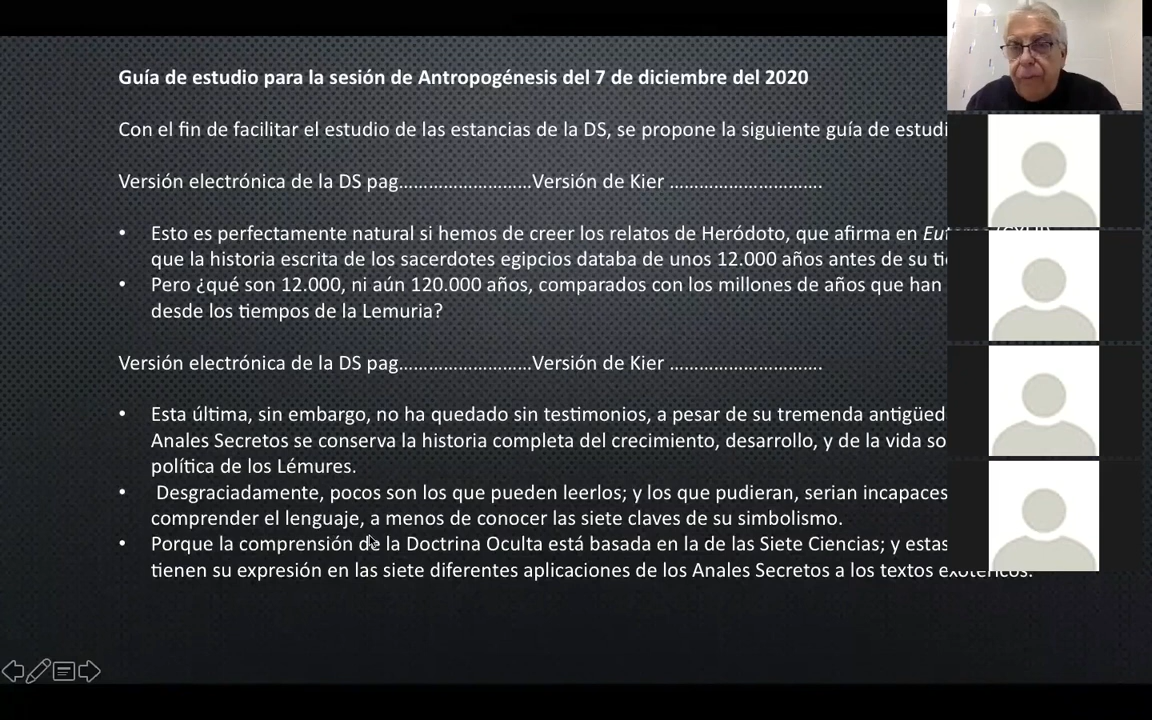 Guía de estudio para la sesión de Antropogénesis del 7 de diciembre del 2020
Con el fin de facilitar el estudio de las estancias de la DS, se propone la siguiente guía de estudi
Versión electrónica de la DS pag...........................Versión de Kier ..............................
• Esto es perfectamente natural si hemos de creer los relatos de Heródoto, que afirma en
que la historia escrita de los sacerdotes egipcios databa de unos 12.000 años antes de su
• Pero ¿qué son 12.000, ni aún 120.000 años, comparados con los millones de años que han
desde los tiempos de la Lemuria?
Versión electrónica de la DS pag...........................Versión de Kier ..............................
• Esta última, sin embargo, no ha quedado sin testimonios, a pesar de su tremenda antigüed
Anales Secretos se conserva la historia completa del crecimiento, desarrollo, y de la vida so
política de los Lémures.
• Desgraciadamente, pocos son los que pueden leerlos; y los que pudieran, serian incapaces
comprender el lenguaje, a menos de conocer las siete claves de su simbolismo.
• Porque la comprensión de la Doctrina Oculta está basada en la de las Siete Ciencias; y estas
tienen su expresión en las siete diferentes aplicaciones de los Anales Secretos a los textos exotéricos.